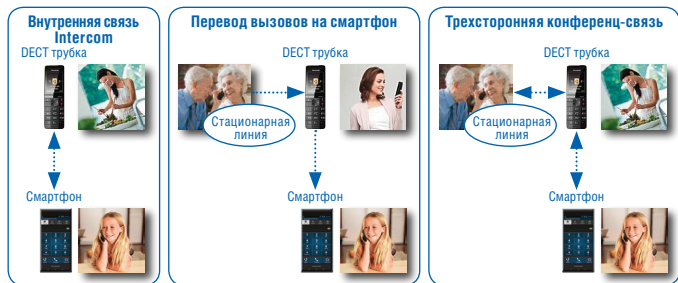 Внутренняя связь
Intercom
DECT трубка
Смартфон
Перевод вызовов на смартфон
DECT трубка
Стационарная
линия
Смартфон
Трехсторонняя конференц-связь
DECT трубка
Стационарная
линия
Смартфон